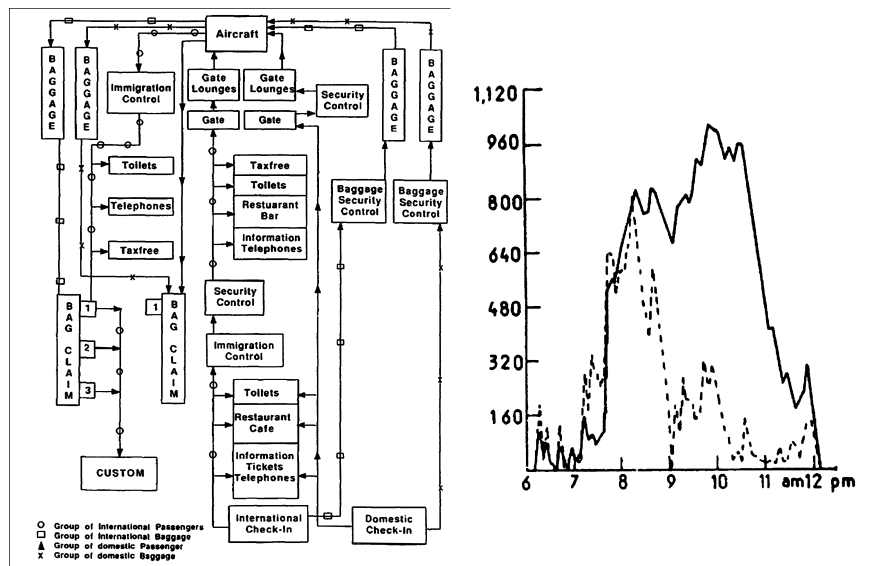 Aircraft
BAGGAGE
BAGGAGE
Immigration
Control
Gate
Lounges
Gate
Lounges
Security
Control
BAGGAGE
BAGGAGE
Gate
Gate
Toilets
Telephones
Taxfree
Taxfree
Toilets
Restuarant
Bar
Information
Telephones
Baggage
Security
Control
Baggage
Security
Control
Security
Control
BAG CLAIM
1
2
3
1
BAG CLAIM
Immigration
Control
Toilets
Restaurant
Cafe
Information
Tickets
Telephones
CUSTOM
International
Check-In
Domestic
Check-In
Group of International Passengers
Group of International Baggage
Group of domestic Passenger
x Group of domestic Baggage
1,120
960
800
640
480
320
160
6 7 8 9 10 11 am12 pm